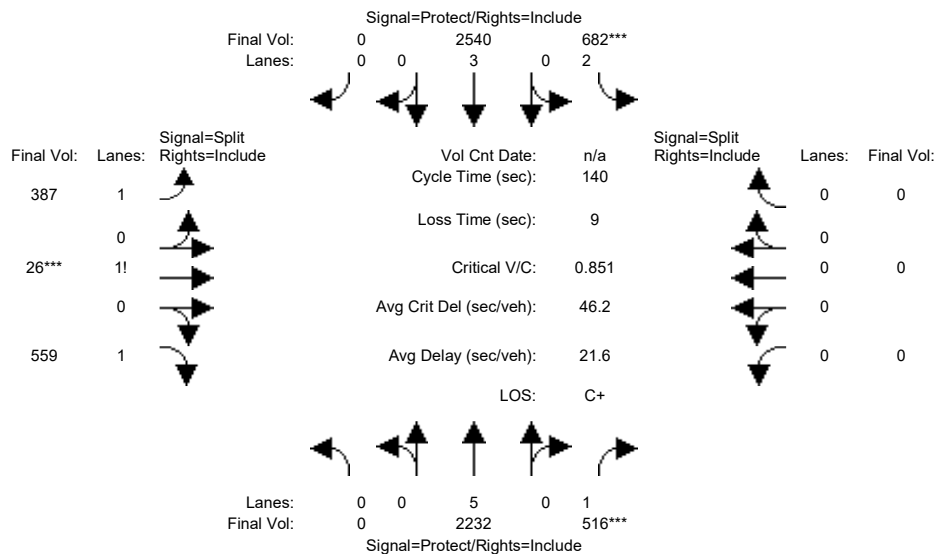 Signal=Protect/Rights=Include
Final Vol: 0 2540 682***
Lanes: 0 0 3 0 2
Signal=Split
Final Vol: Lanes: Rights=Include
Vol Cnt Date: n/a
Signal=Split
Rights=Include Lanes: Final Vol:
Cycle Time (sec): 140
387 1
0 0
Loss Time (sec): 9
0
0
26*** 1!
Critical V/C: 0.851
0 0
0
Avg Crit Del (sec/veh): 46.2
0
559 1
Avg Delay (sec/veh): 21.6
0 0
LOS: C+
Lanes: 0 0 5 0 1
Final Vol: 0 2232 516***
Signal=Protect/Rights=Include